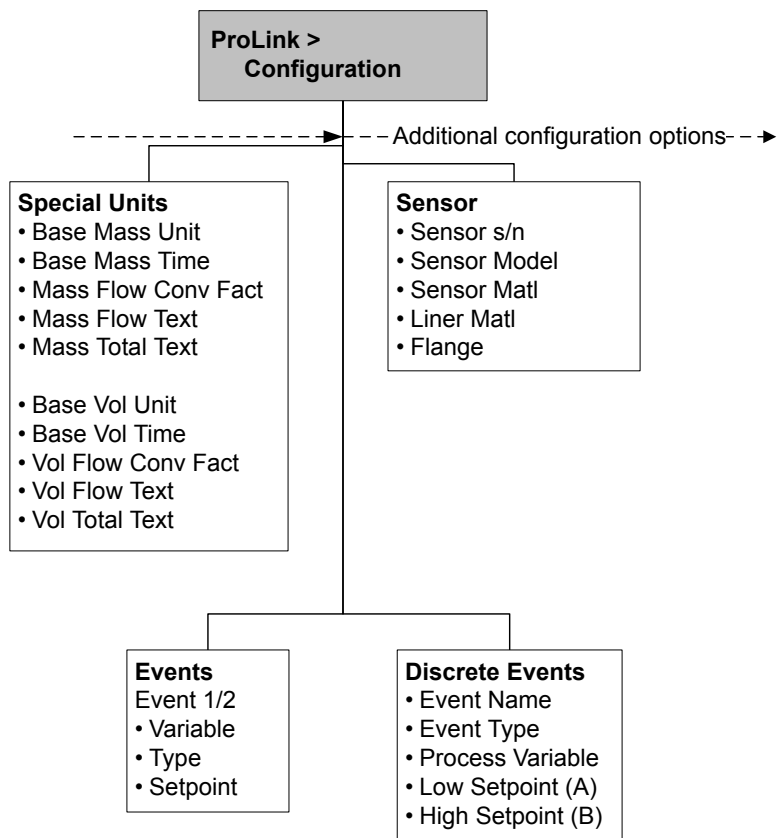 ProLink >
Configuration
Additional configuration options
Special Units
• Base Mass Unit
• Base Mass Time
• Mass Flow Conv Fact
• Mass Flow Text
• Mass Total Text
• Base Vol Unit
• Base Vol Time
• Vol Flow Conv Fact
• Vol Flow Text
• Vol Total Text
Sensor
• Sensor s/n
• Sensor Model
• Sensor Matl
• Liner Matl
• Flange
Events
Event 1/2
• Variable
• Type
• Setpoint
Discrete Events
• Event Name
• Event Type
• Process Variable
• Low Setpoint (A)
• High Setpoint (B)